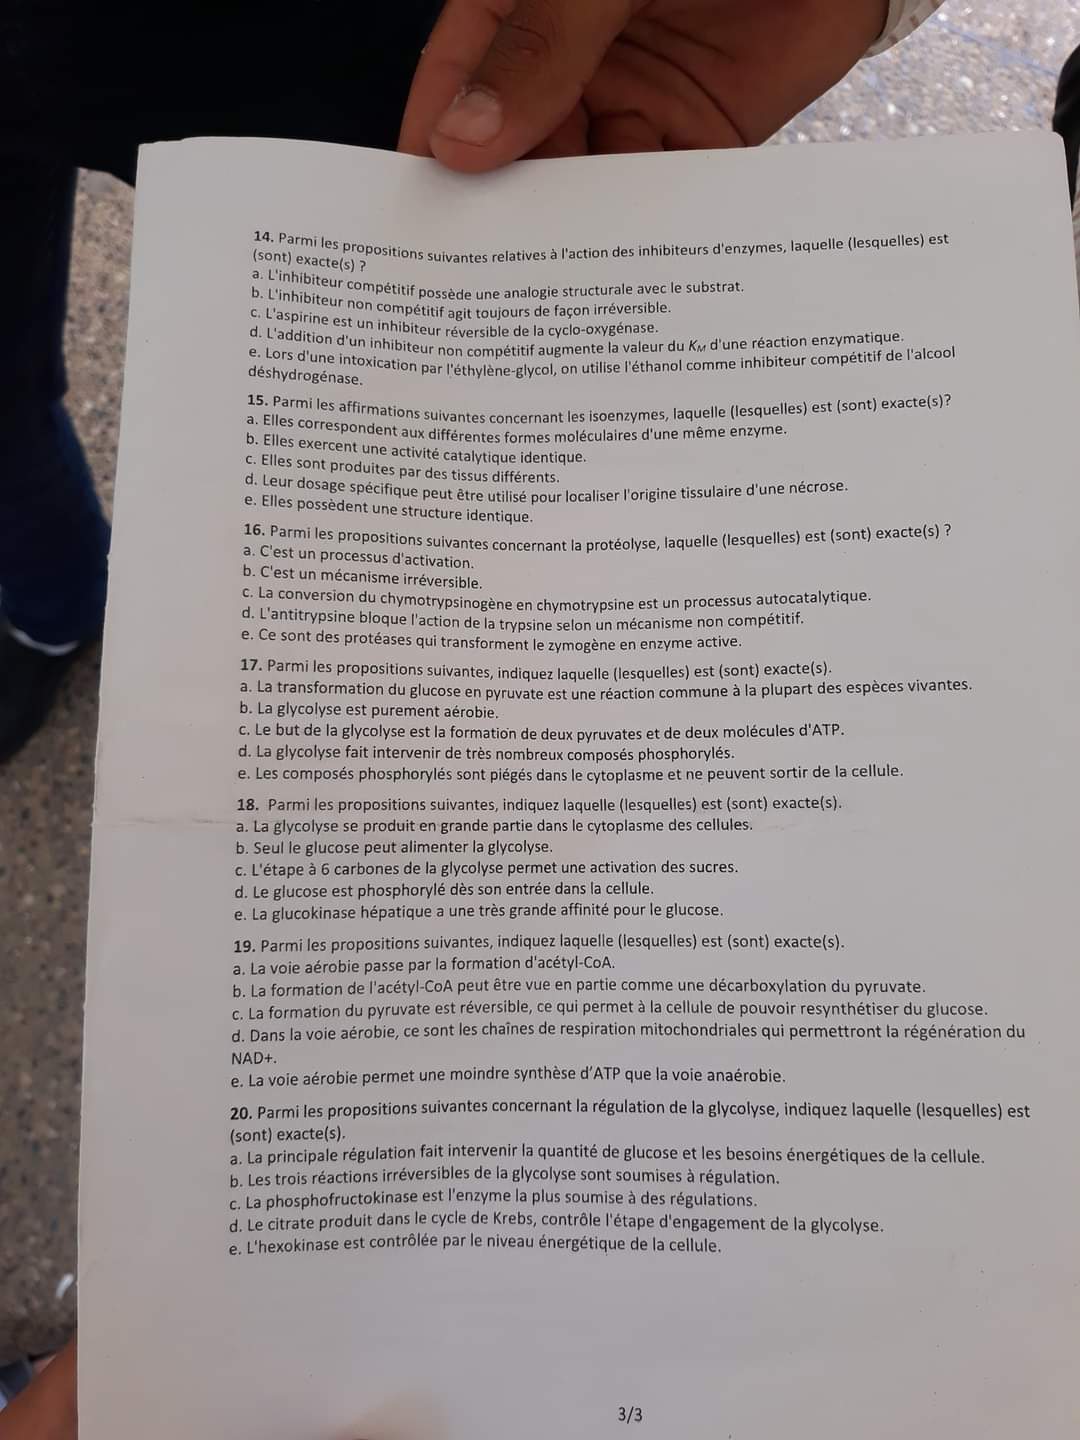 14. Parmi les propositions suivantes relatives à l'action des inhibiteurs d'enzymes, laquelle (lesquelles) est
(sont) exacte(s) ?
a. L'inhibiteur compétitif possède une analogie structurale avec le substrat.
b. L'inhibiteur non compétitif agit toujours de façon irréversible.
c. L'aspirine est un inhibiteur réversible de la cyclo-oxygénase.
d. L'addition d'un inhibiteur non compétitif augmente la valeur du KM d'une réaction enzymatique.
e. Lors d'une intoxication par l'éthylène-glycol, on utilise l'éthanol comme inhibiteur compétitif de l'alcool
déshydrogénase.
15. Parmi les affirmations suivantes concernant les isoenzymes, laquelle (lesquelles) est (sont) exacte(s)?
a. Elles correspondent aux différentes formes moléculaires d'une même enzyme.
b. Elles exercent une activité catalytique identique.
c. Elles sont produites par des tissus différents.
d. Leur dosage spécifique peut être utilisé pour localiser l'origine tissulaire d'une nécrose.
e. Elles possèdent une structure identique.
16. Parmi les propositions suivantes concernant la protéolyse, laquelle (lesquelles) est (sont) exacte(s) ?
a. C'est un processus d'activation.
b. C'est un mécanisme irréversible.
c. La conversion du chymotrypsinogène en chymotrypsine est un processus autocatalytique.
d. L'antitrypsine bloque l'action de la trypsine selon un mécanisme non compétitif.
e. Ce sont des protéases qui transforment le zymogène en enzyme active.
17. Parmi les propositions suivantes, indiquez laquelle (lesquelles) est (sont) exacte(s).
a. La transformation du glucose en pyruvate est une réaction commune à la plupart des espèces vivantes.
b. La glycolyse est purement aérobie.
c. Le but de la glycolyse est la formation de deux pyruvates et de deux molécules d'ATP.
d. La glycolyse fait intervenir de très nombreux composés phosphorylés.
e. Les composés phosphorylés sont piégés dans le cytoplasme et ne peuvent sortir de la cellule.
18. Parmi les propositions suivantes, indiquez laquelle (lesquelles) est (sont) exacte(s).
a. La glycolyse se produit en grande partie dans le cytoplasme des cellules.
b. Seul le glucose peut alimenter la glycolyse.
c. L'étape à 6 carbones de la glycolyse permet une activation des sucres.
d. Le glucose est phosphorylé dès son entrée dans la cellule.
e. La glucokinase hépatique a une très grande affinité pour le glucose.
19. Parmi les propositions suivantes, indiquez laquelle (lesquelles) est (sont) exacte(s).
a. La voie aérobie passe par la formation d'acétyl-CoA.
b. La formation de l'acétyl-CoA peut être vue en partie comme une décarboxylation du pyruvate.
c. La formation du pyruvate est réversible, ce qui permet à la cellule de pouvoir resynthétiser du glucose.
d. Dans la voie aérobie, ce sont les chaînes de respiration mitochondriales qui permettront la régénération du
NAD+.
e. La voie aérobie permet une moindre synthèse d'ATP que la voie anaérobie.
20. Parmi les propositions suivantes concernant la régulation de la glycolyse, indiquez laquelle (lesquelles) est
(sont) exacte(s).
a. La principale régulation fait intervenir la quantité de glucose et les besoins énergétiques de la cellule.
b. Les trois réactions irréversibles de la glycolyse sont soumises à régulation.
c. La phosphofructokinase est l'enzyme la plus soumise à des régulations.
d. Le citrate produit dans le cycle de Krebs, contrôle l'étape d'engagement de la glycolyse.
e. L'hexokinase est contrôlée par le niveau énergétique de la cellule.
3/3